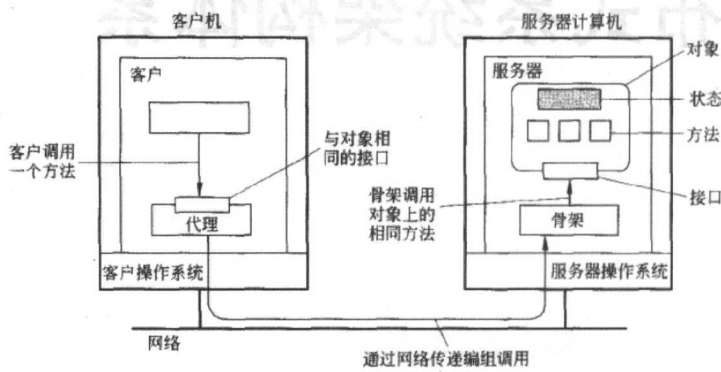 客户机
服务器计算机
客户
服务器
对象
状态
方法
接口
客户调用
一个方法
与对象相
同的接口
代理
骨架调用
对象上的
相同方法
骨架
客户操作系统
服务器操作系统
网络
通过网络传递编组调用